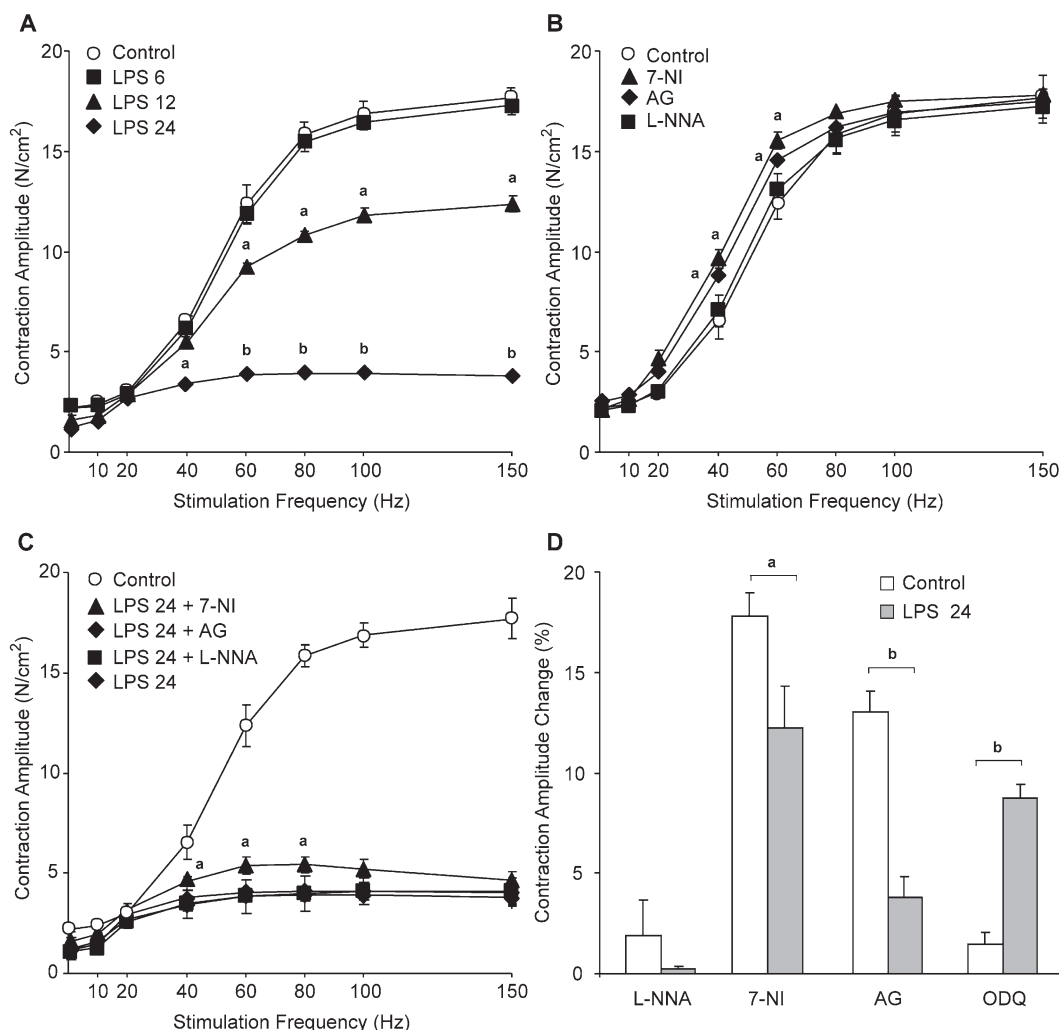 A
Control
LPS 6
LPS 12
LPS 24
Contraction Amplitude (N/cm²)
20
15
10
5
0
a
a
a
a
a
b
b
b
b
10 20 40 60 80 100 150
Stimulation Frequency (Hz)
B
Control
7-NI
AG
L-NNA
Contraction Amplitude (N/cm²)
20
15
10
5
0
a
a
a
a
10 20 40 60 80 100 150
Stimulation Frequency (Hz)
C
Control
LPS 24 + 7-NI
LPS 24 + AG
LPS 24 + L-NNA
LPS 24
Contraction Amplitude (N/cm²)
20
15
10
5
0
a
a
a
10 20 40 60 80 100 150
Stimulation Frequency (Hz)
D
Control
LPS 24
Contraction Amplitude Change (%)
20
15
10
5
0
a
b
b
L-NNA 7-NI AG ODQ